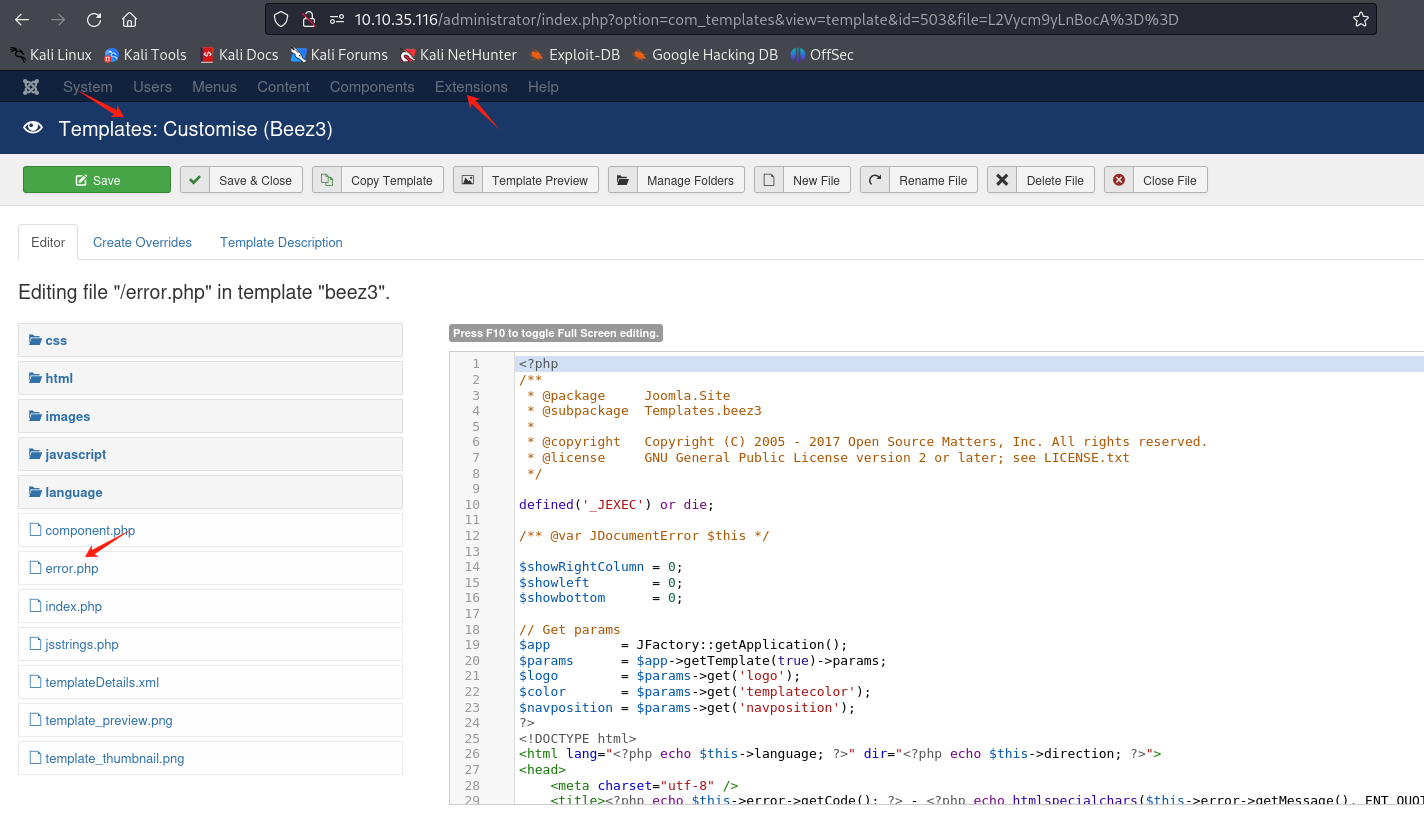 10.10.35.116/administrator/index.php?option=com_templates&view=template&id=503&file=L2Vycm9yLnBocA%3D%3D
Kali Linux Kali Tools Kali Docs Kali Forums Kali NetHunter Exploit-DB Google Hacking DB OffSec
System Users Menus Content Components Extensions Help
Templates: Customise (Beez3)
Save Save & Close Copy Template Template Preview Manage Folders New File Rename File Delete File Close File
Editor Create Overrides Template Description
Editing file "/error.php" in template "beez3".
css
html
images
javascript
language
component.php
error.php
index.php
jsstrings.php
templateDetails.xml
template_preview.png
template_thumbnail.png
Press F10 to toggle Full Screen editing.
1 <?php
2 /**
3  * @package     Joomla.Site
4  * @subpackage  Templates.beez3
5  *
6  * @copyright   Copyright (C) 2005 - 2017 Open Source Matters, Inc. All rights reserved.
7  * @license     GNU General Public License version 2 or later; see LICENSE.txt
8  */
9
10 defined('_JEXEC') or die;
11
12 /** @var JDocumentError $this */
13
14 $showRightColumn = 0;
15 $showleft        = 0;
16 $showbottom      = 0;
17
18 // Get params
19 $app         = JFactory::getApplication();
20 $params      = $app->getTemplate(true)->params;
21 $logo        = $params->get('logo');
22 $color       = $params->get('templatecolor');
23 $navposition = $params->get('navposition');
24 ?>
25 <!DOCTYPE html>
26 <html lang="<?php echo $this->language; ?>" dir="<?php echo $this->direction; ?>">
27 <head>
28     <meta charset="utf-8" />
29     <title><?php echo $this->error->getCode(); ?> - <?php echo htmlspecialchars($this->error->getMessage(), ENT_QUOT